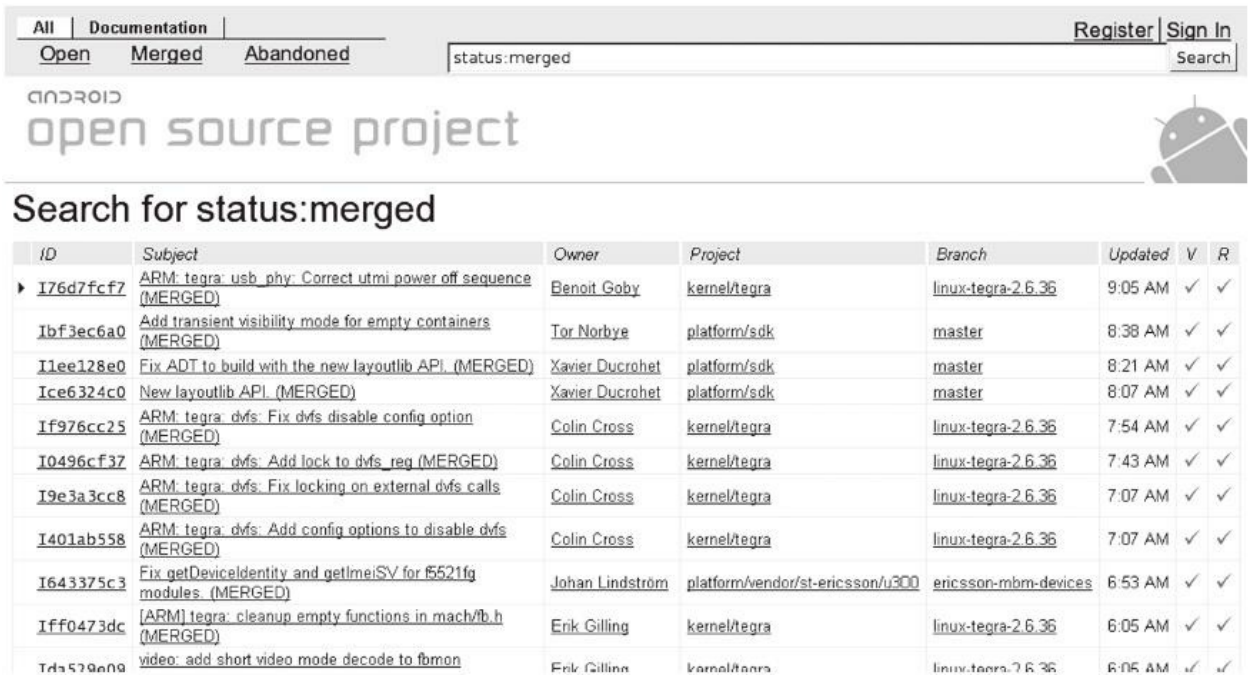 All Documentation Register Sign In
Open Merged Abandoned status:merged Search
android
open source project
Search for status:merged
ID Subject Owner Project Branch Updated V R
I76d7fcf7 ARM: tegra: usb_phy: Correct utmi power off sequence (MERGED) Benoit Goby kernel/tegra linux-tegra-2.6.36 9:05 AM ✓ ✓
Ibf3ec6a0 Add transient visibility mode for empty containers (MERGED) Tor Norbye platform/sdk master 8:38 AM ✓ ✓
I1ee128e0 Fix ADT to build with the new layoutlib API. (MERGED) Xavier Ducrohet platform/sdk master 8:21 AM ✓ ✓
Ice6324c0 New layoutlib API. (MERGED) Xavier Ducrohet platform/sdk master 8:07 AM ✓ ✓
If976cc25 ARM: tegra: dvfs: Fix dvfs disable config option (MERGED) Colin Cross kernel/tegra linux-tegra-2.6.36 7:54 AM ✓ ✓
I0496cf37 ARM: tegra: dvfs: Add lock to dvfs_reg (MERGED) Colin Cross kernel/tegra linux-tegra-2.6.36 7:43 AM ✓ ✓
I9e3a3cc8 ARM: tegra: dvfs: Fix locking on external dvfs calls (MERGED) Colin Cross kernel/tegra linux-tegra-2.6.36 7:07 AM ✓ ✓
I401ab558 ARM: tegra: dvfs: Add config options to disable dvfs (MERGED) Colin Cross kernel/tegra linux-tegra-2.6.36 7:07 AM ✓ ✓
I643375c3 Fix getDeviceIdentity and getImeiSV for f5521fg modules. (MERGED) Johan Lindström platform/vendor/st-ericsson/u300 ericsson-mbm-devices 6:53 AM ✓ ✓
Iff0473dc [ARM] tegra: cleanup empty functions in mach/fb.h (MERGED) Erik Gilling kernel/tegra linux-tegra-2.6.36 6:05 AM ✓ ✓
Ida529e09 video: add short video mode decode to fbmon Erik Gilling kernel/tegra linux-tegra-2.6.36 6:05 AM ✓ ✓